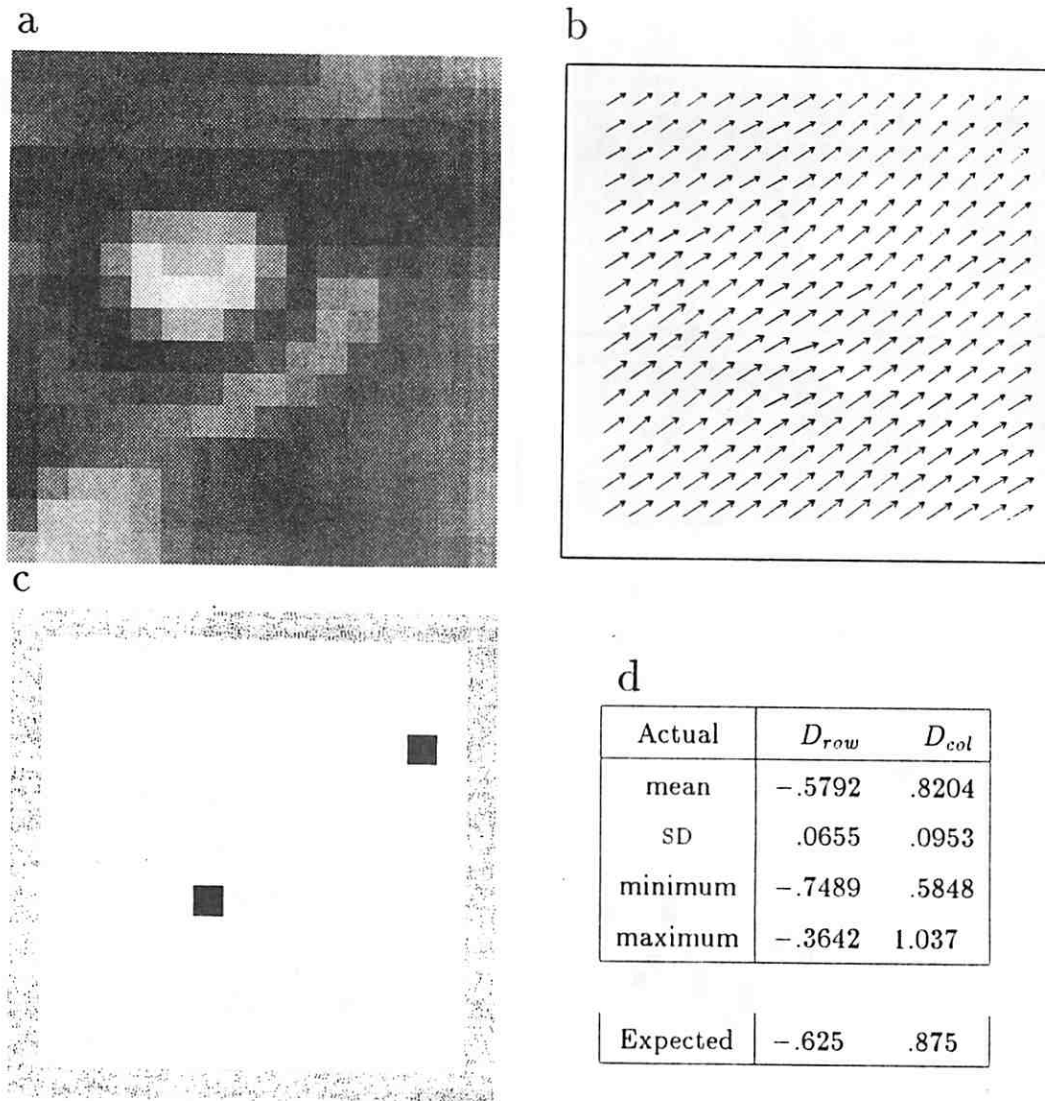 a
b
c
d
Actual D_row D_col
mean −.5792 .8204
SD .0655 .0953
minimum −.7489 .5848
maximum −.3642 1.037
Expected −.625 .875